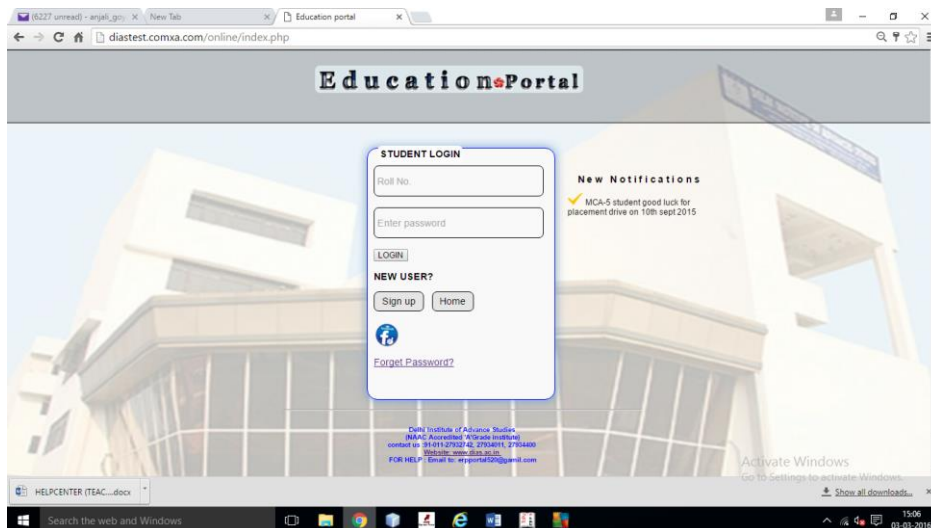 (6227 unread) - anjali_goy
New Tab
Education portal
diastest.comxa.com/online/index.php
Education Portal
STUDENT LOGIN
Roll No.
Enter password
LOGIN
NEW USER?
Sign up
Home
Forget Password?
New Notifications
MCA-5 student good luck for
placement drive on 10th sept 2015
Delhi Institute of Advance Studies
(NAAC Accredited 'A'Grade institute)
contact us :91-011-27932742, 27934011, 27934400
Website: www.dias.ac.in
FOR HELP : Email to: erpportal520@gamil.com
Activate Windows
Go to Settings to activate Windows.
HELPCENTER (TEAC....docx
Show all downloads...
Search the web and Windows
15:06
03-03-2016